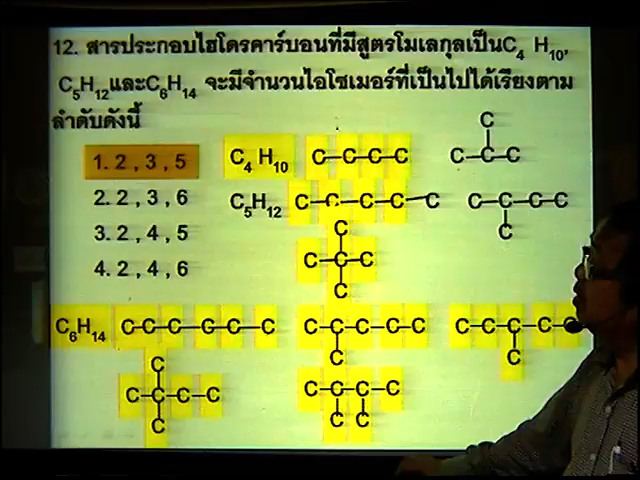 12. สารประกอบไฮโดรคาร์บอนที่มีสูตรโมเลกุลเป็นC4 H10,
C5H12และC6H14 จะมีจำนวนไอโซเมอร์ที่เป็นไปได้เรียงตาม
ลำดับดังนี้
1. 2 , 3 , 5
2. 2 , 3 , 6
3. 2 , 4 , 5
4. 2 , 4 , 6
C4 H10 C-C-C-C
C
C-C-C
C5H12 C-C-C-C-C
C-C-C-C
C
C
C-C-C
C
C6H14 C-C-C-C-C-C
C-C-C-C-C
C
C-C-C-C-C
C
C
C-C-C-C
C
C-C-C-C
C C